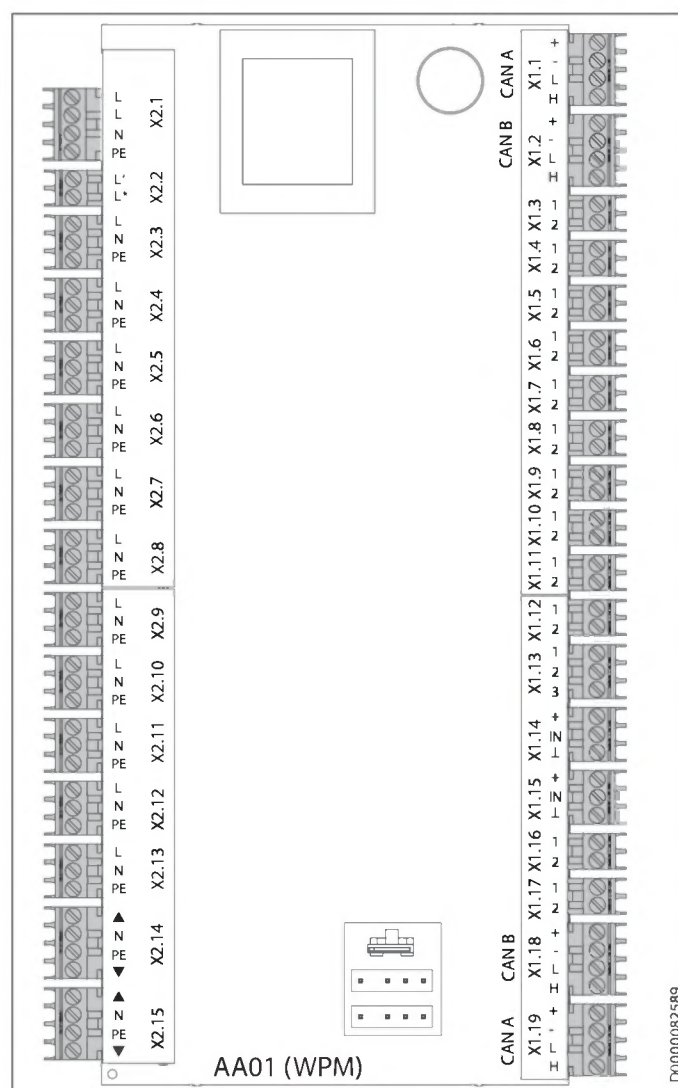 L
L
N
PE
X2.1
L'
L*
X2.2
L
N
PE
X2.3
L
N
PE
X2.4
L
N
PE
X2.5
L
N
PE
X2.6
L
N
PE
X2.7
L
N
PE
X2.8
L
N
PE
X2.9
L
N
PE
X2.10
L
N
PE
X2.11
L
N
PE
X2.12
L
N
PE
X2.13
▲
N
PE
▼
X2.14
▲
N
PE
▼
X2.15
CAN A
X1.1
+
-
L
H
CAN B
X1.2
+
-
L
H
X1.3
1
2
X1.4
1
2
X1.5
1
2
X1.6
1
2
X1.7
1
2
X1.8
1
2
X1.9
1
2
X1.10
1
2
X1.11
1
2
X1.12
1
2
X1.13
1
2
3
X1.14
+
IN
⊥
X1.15
+
IN
⊥
X1.16
1
2
X1.17
1
2
CAN B
X1.18
+
-
L
H
CAN A
X1.19
+
-
L
H
AA01 (WPM)
D0000082589